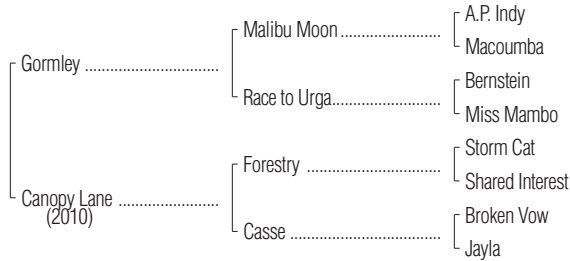 A.P. Indy
Malibu Moon
Macoumba
Gormley
Bernstein
Race to Urga
Miss Mambo
Storm Cat
Forestry
Shared Interest
Canopy Lane
(2010)
Broken Vow
Casse
Jayla